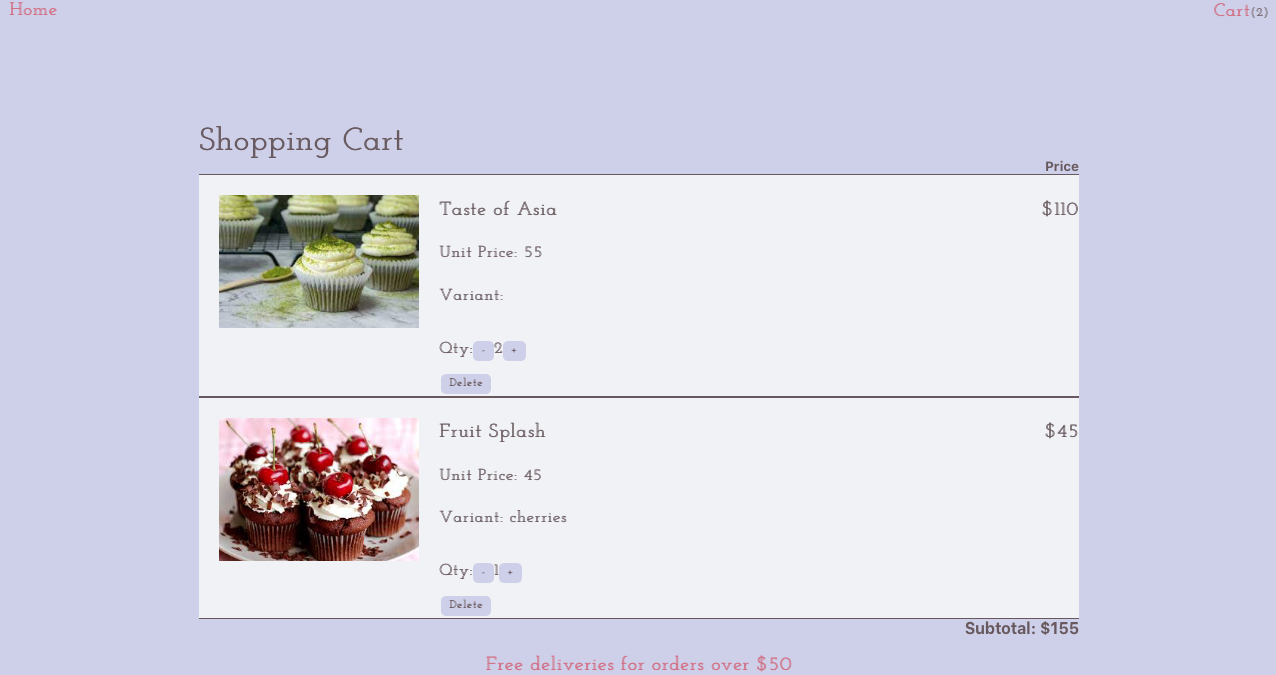 Home Cart(2)
Shopping Cart
Price
Taste of Asia $110
Unit Price: 55
Variant:
Qty: - 2 +
Delete
Fruit Splash $45
Unit Price: 45
Variant: cherries
Qty: - 1 +
Delete
Subtotal: $155
Free deliveries for orders over $50